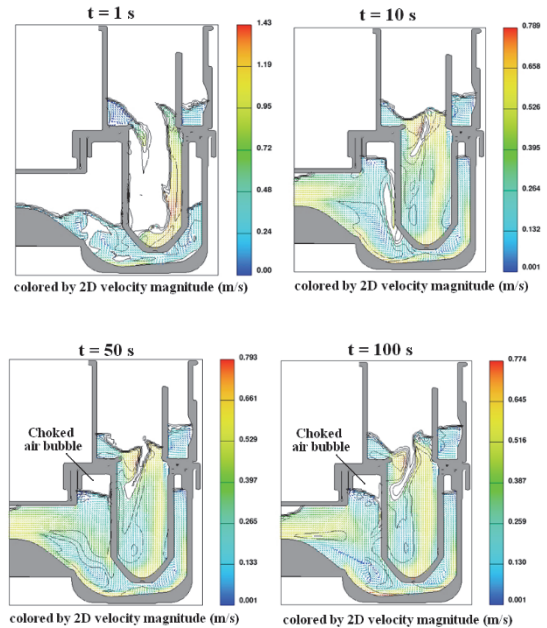 t = 1 s
1.43
1.19
0.95
0.72
0.48
0.24
0.00
colored by 2D velocity magnitude (m/s)
t = 10 s
0.789
0.658
0.526
0.395
0.264
0.132
0.001
colored by 2D velocity magnitude (m/s)
t = 50 s
Choked
air bubble
0.793
0.661
0.529
0.397
0.265
0.133
0.001
colored by 2D velocity magnitude (m/s)
t = 100 s
Choked
air bubble
0.774
0.645
0.516
0.387
0.259
0.130
0.001
colored by 2D velocity magnitude (m/s)